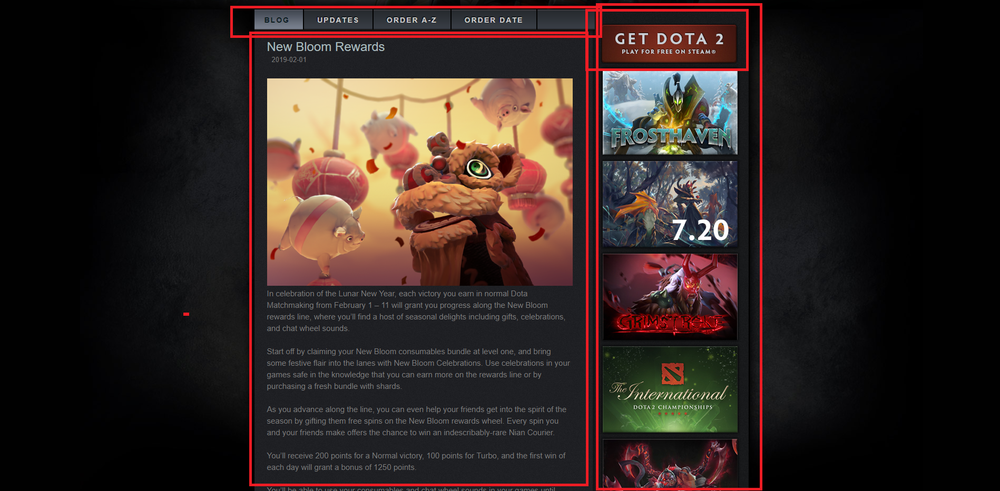 BLOG UPDATES ORDER A-Z ORDER DATE
New Bloom Rewards
2019-02-01
In celebration of the Lunar New Year, each victory you earn in normal Dota
Matchmaking from February 1 – 11 will grant you progress along the New Bloom
rewards line, where you’ll find a host of seasonal delights including gifts, celebrations,
and chat wheel sounds.
Start off by claiming your New Bloom consumables bundle at level one, and bring
some festive flair into the lanes with New Bloom Celebrations. Use celebrations in your
games safe in the knowledge that you can earn more on the rewards line or by
purchasing a fresh bundle with shards.
As you advance along the line, you can even help your friends get into the spirit of the
season by gifting them free spins on the New Bloom rewards wheel. Every spin you
and your friends make offers the chance to win an indescribably-rare Nian Courier.
You’ll receive 200 points for a Normal victory, 100 points for Turbo, and the first win of
each day will grant a bonus of 1250 points.
You’ll be able to use your consumables and chat wheel sounds in your games until
GET DOTA 2
PLAY FOR FREE ON STEAM®
FROSTHAVEN
7.20
GRIMSTROKE
The International
DOTA 2 CHAMPIONSHIPS